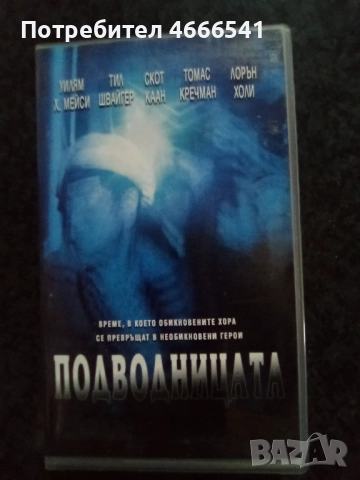 Потребител 4666541
УИЛЯМ ТИЛ СКОТ ТОМАС ЛОРЪН
Х. МЕЙСИ ШВАЙГЕР КААН КРЕЧМАН ХОЛИ
ВРЕМЕ, В КОЕТО ОБИКНОВЕНИТЕ ХОРА
СЕ ПРЕВРЪЩАТ В НЕОБИКНОВЕНИ ГЕРОИ
ПОДВОДНИЦАТА
BAZAR